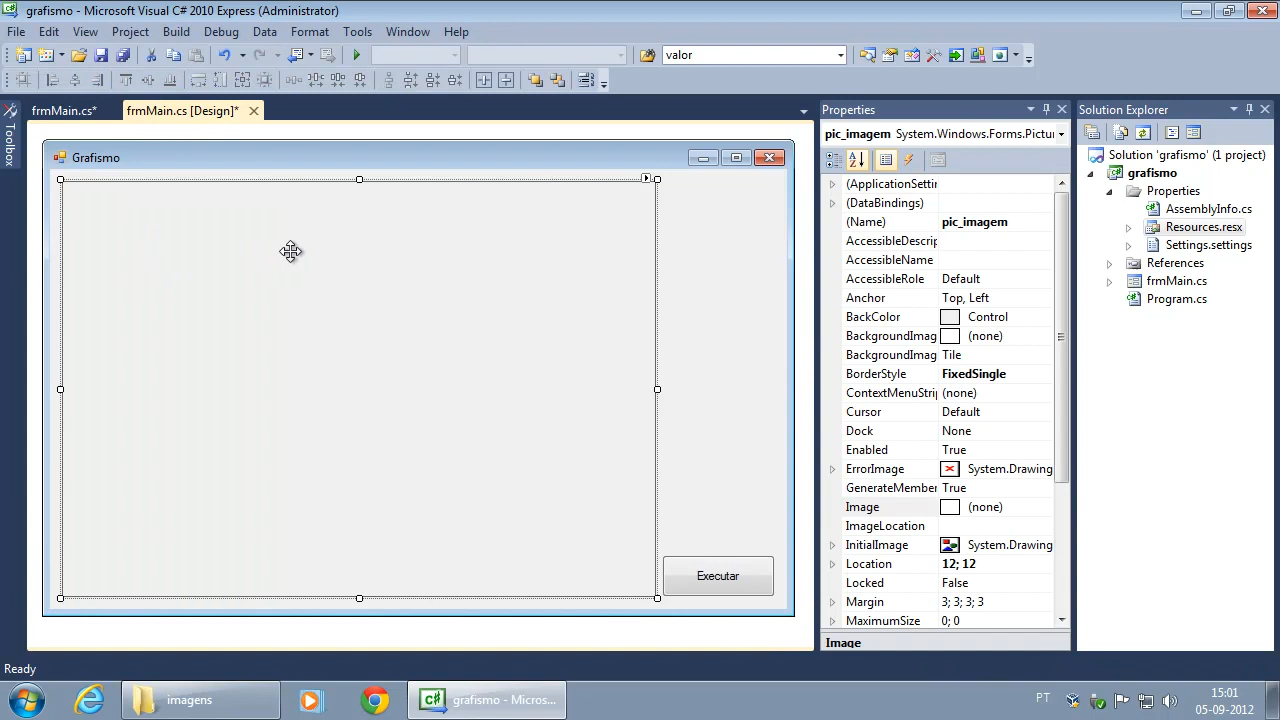 grafismo - Microsoft Visual C# 2010 Express (Administrator)
File Edit View Project Build Debug Data Format Tools Window Help
valor
frmMain.cs* frmMain.cs [Design]*
Toolbox
Grafismo
Executar
Properties
pic_imagem System.Windows.Forms.Pictur
(ApplicationSettin
(DataBindings)
(Name) pic_imagem
AccessibleDescrip
AccessibleName
AccessibleRole Default
Anchor Top, Left
BackColor Control
BackgroundImag (none)
BackgroundImag Tile
BorderStyle FixedSingle
ContextMenuStrip (none)
Cursor Default
Dock None
Enabled True
ErrorImage System.Drawing
GenerateMember True
Image (none)
ImageLocation
InitialImage System.Drawing
Location 12; 12
Locked False
Margin 3; 3; 3; 3
MaximumSize 0; 0
Image
Solution Explorer
Solution 'grafismo' (1 project)
grafismo
Properties
AssemblyInfo.cs
Resources.resx
Settings.settings
References
frmMain.cs
Program.cs
Ready
imagens
C# grafismo - Micros...
PT
15:01
05-09-2012